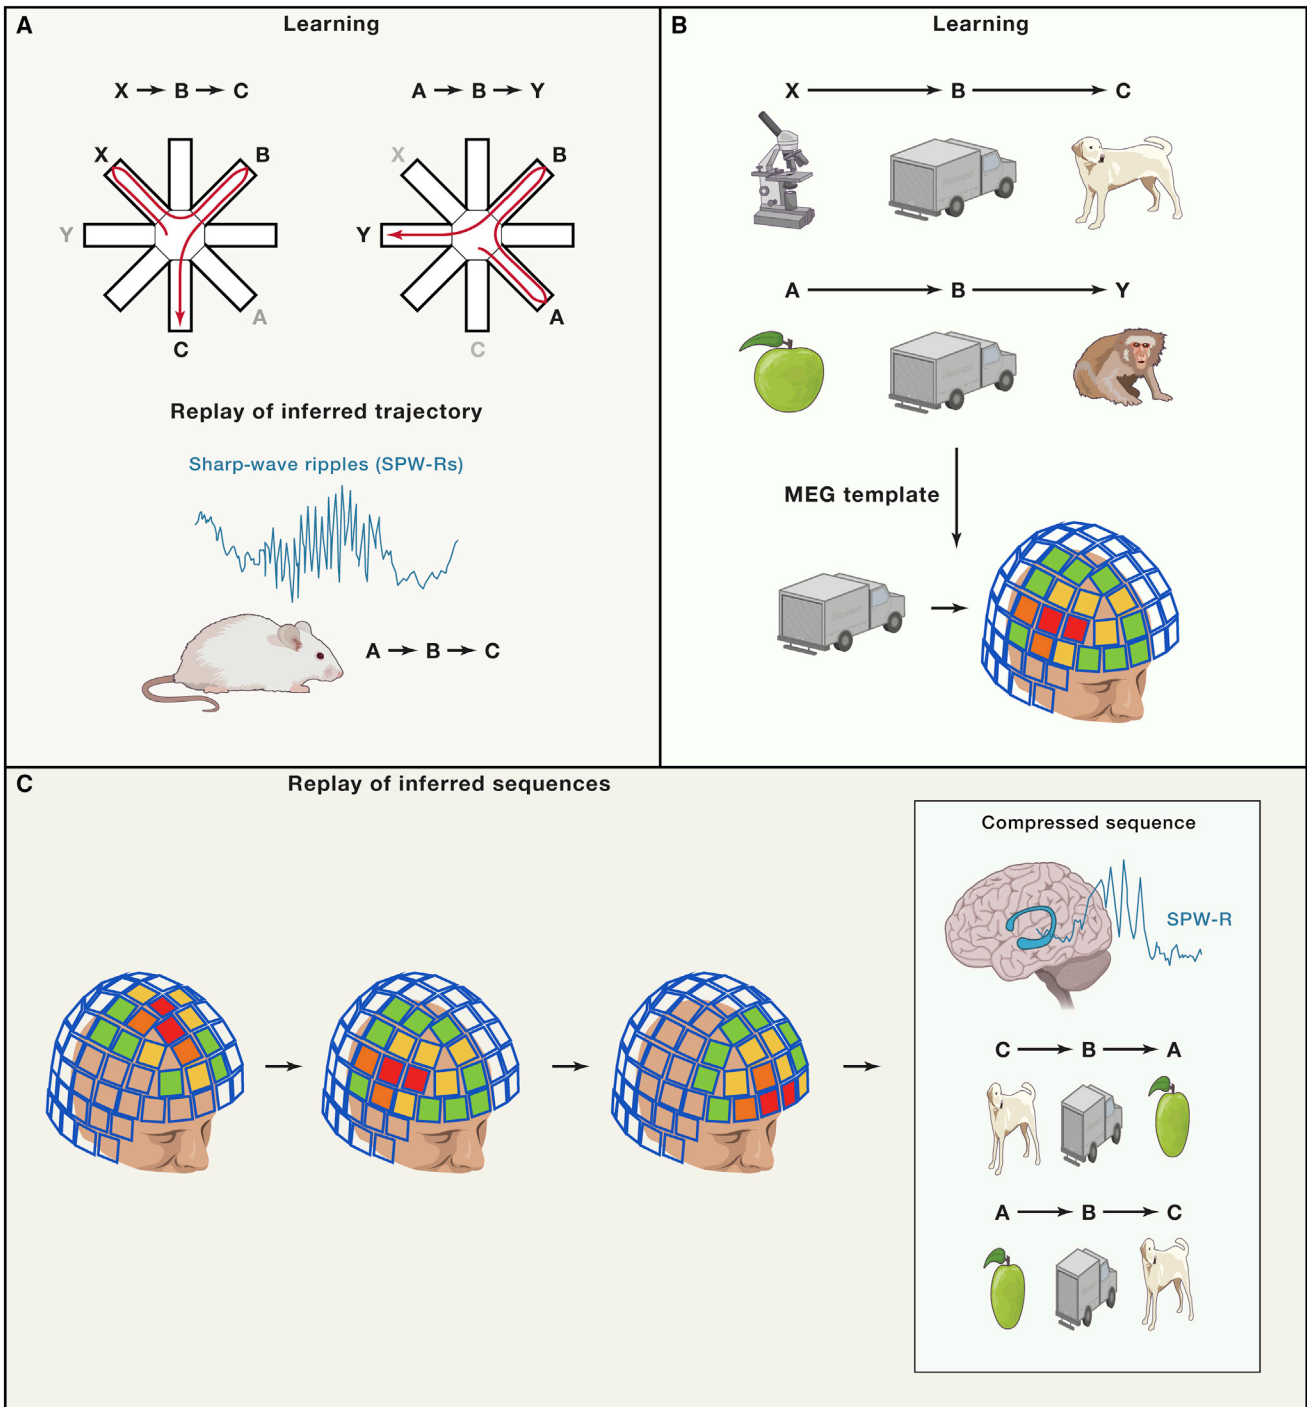 A
Learning
X → B → C
A → B → Y
X
B
Y
A
C
X
B
Y
A
C
Replay of inferred trajectory
Sharp-wave ripples (SPW-Rs)
A → B → C
B
Learning
X → B → C
A → B → Y
MEG template
C
Replay of inferred sequences
Compressed sequence
SPW-R
C → B → A
A → B → C